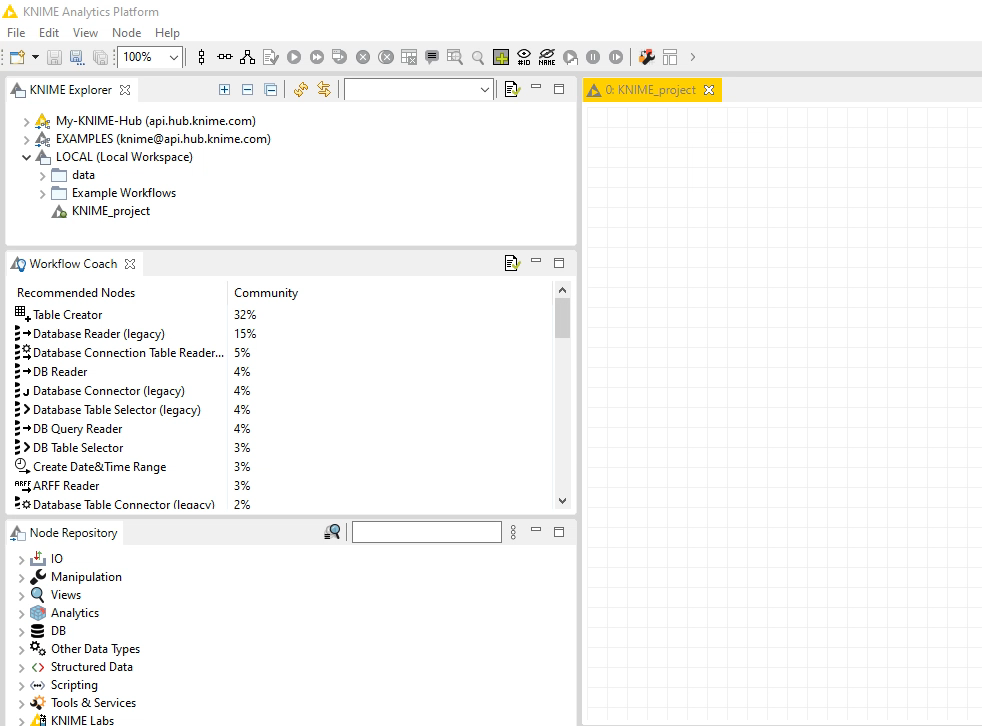 KNIME Analytics Platform
File Edit View Node Help
100% #ID NAME
KNIME Explorer
0: KNIME_project
My-KNIME-Hub (api.hub.knime.com)
EXAMPLES (knime@api.hub.knime.com)
LOCAL (Local Workspace)
data
Example Workflows
KNIME_project
Workflow Coach
Recommended Nodes Community
Table Creator 32%
Database Reader (legacy) 15%
Database Connection Table Reader... 5%
DB Reader 4%
Database Connector (legacy) 4%
Database Table Selector (legacy) 4%
DB Query Reader 4%
DB Table Selector 3%
Create Date&Time Range 3%
ARFF ARFF Reader 3%
Database Table Connector (legacy) 2%
Node Repository
IO
Manipulation
Views
Analytics
DB
Other Data Types
Structured Data
Scripting
Tools & Services
KNIME Labs